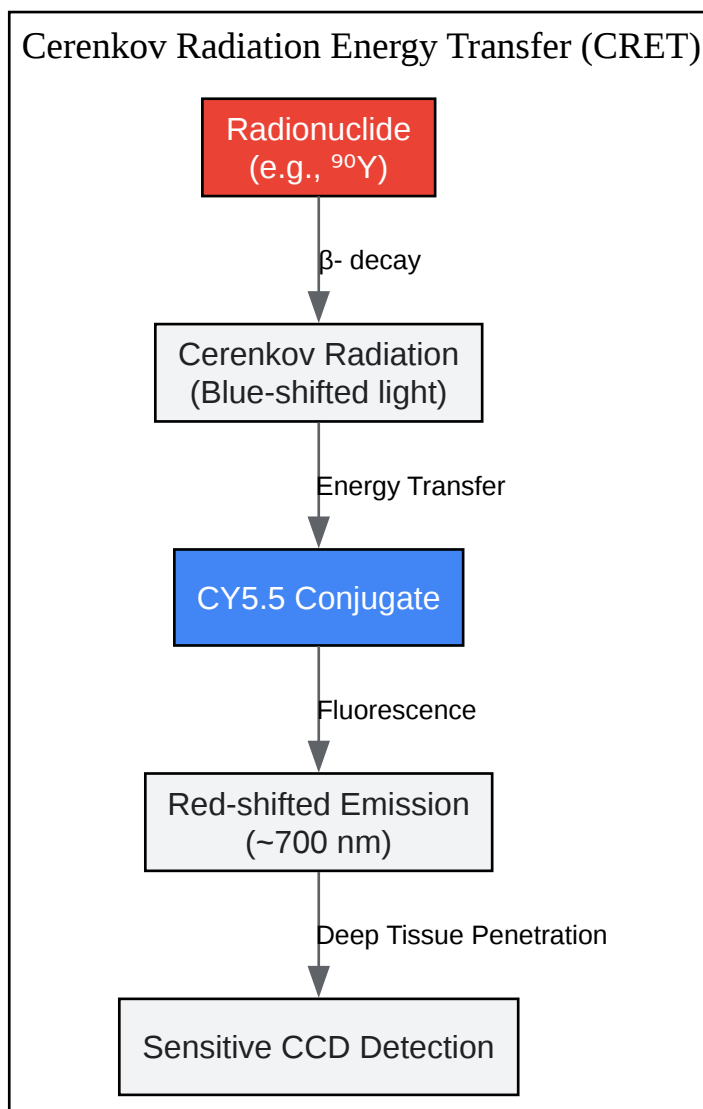 Cerenkov Radiation Energy Transfer (CRET)
Radionuclide
(e.g., ⁹⁰Y)
β- decay
Cerenkov Radiation
(Blue-shifted light)
Energy Transfer
CY5.5 Conjugate
Fluorescence
Red-shifted Emission
(~700 nm)
Deep Tissue Penetration
Sensitive CCD Detection